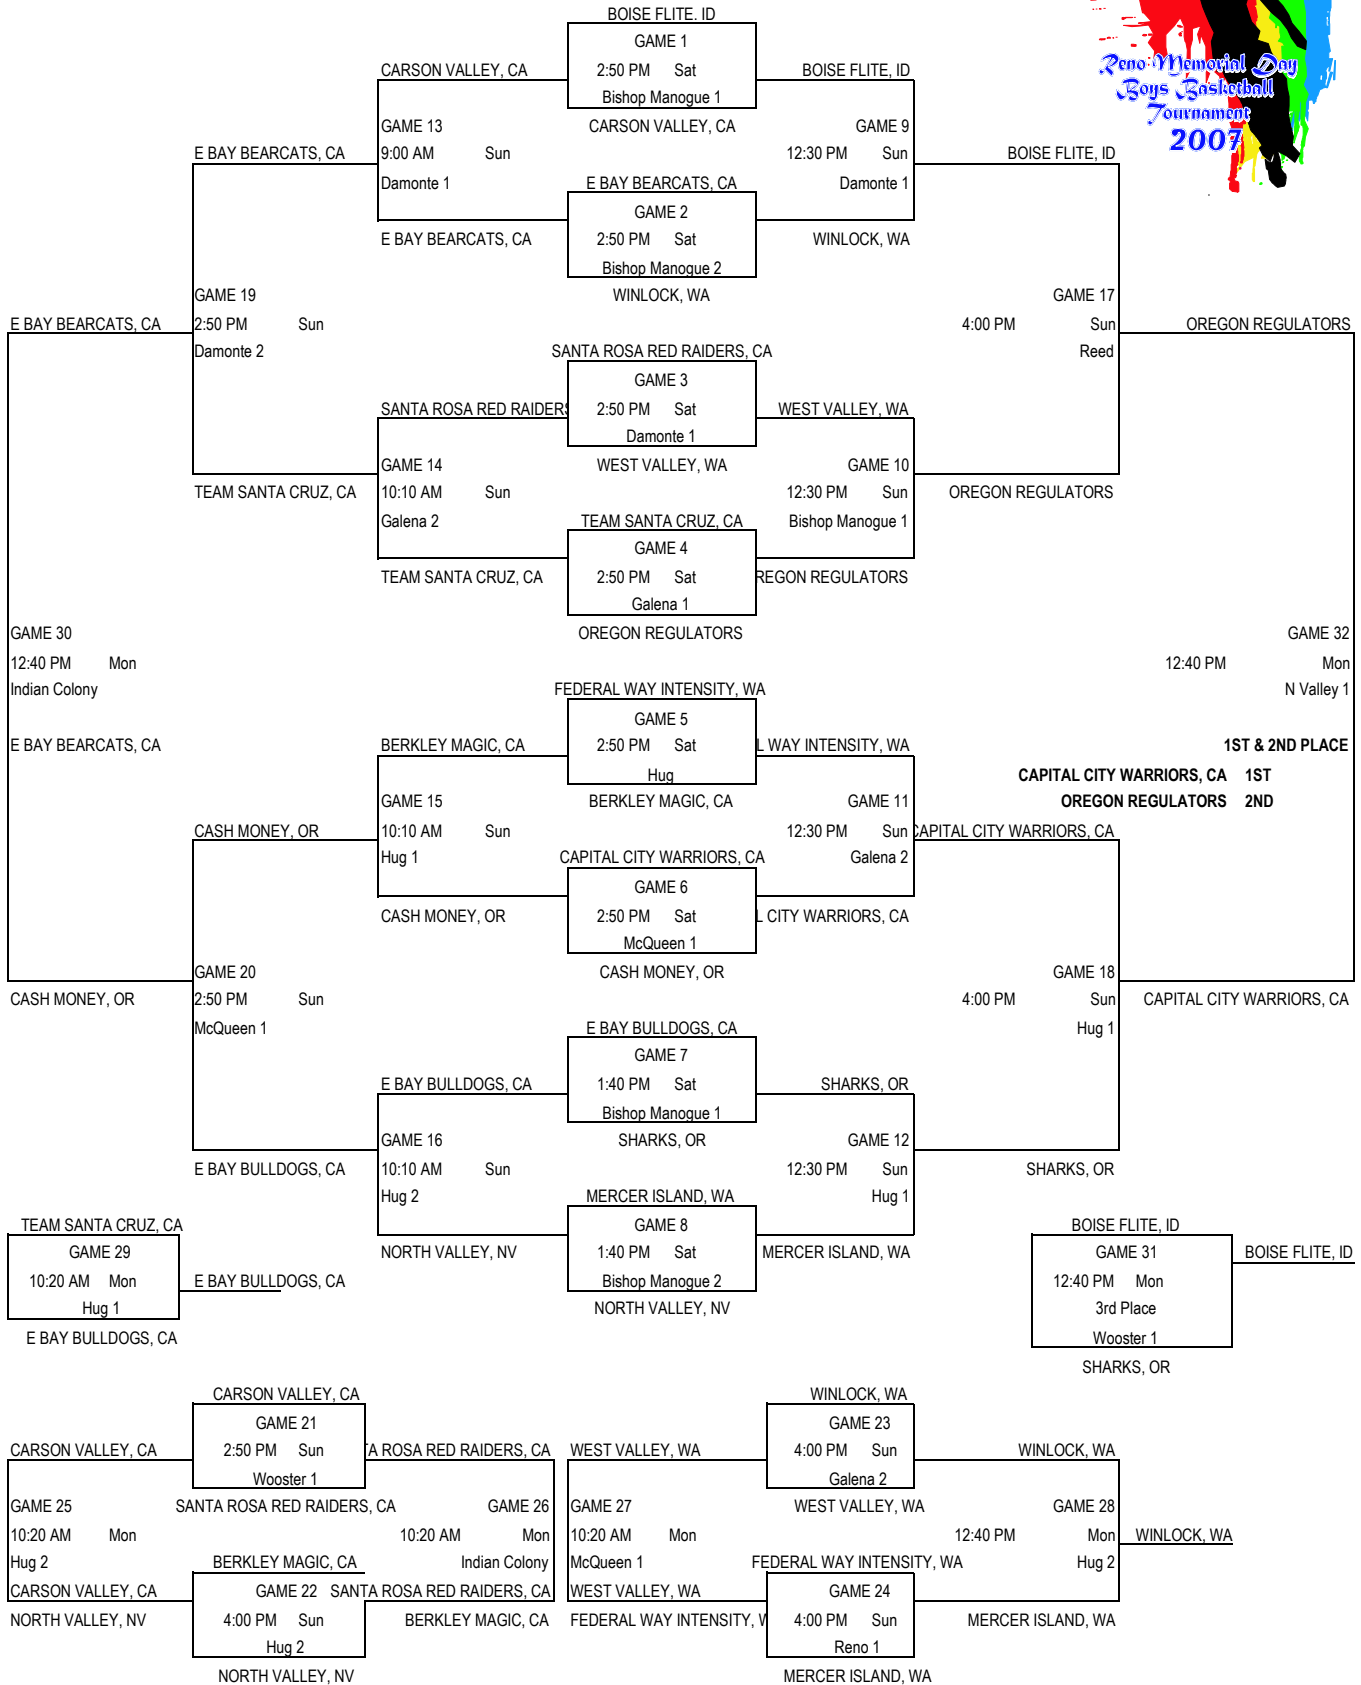 BOISE FLITE. ID
GAME 1
CARSON VALLEY, CA 2:50 PM Sat BOISE FLITE, ID
Bishop Manogue 1
GAME 13 CARSON VALLEY, CA GAME 9
E BAY BEARCATS, CA 9:00 AM Sun 12:30 PM Sun BOISE FLITE, ID
Damonte 1 E BAY BEARCATS, CA Damonte 1
GAME 2
E BAY BEARCATS, CA 2:50 PM Sat WINLOCK, WA
Bishop Manogue 2
GAME 19 WINLOCK, WA GAME 17
E BAY BEARCATS, CA 2:50 PM Sun 4:00 PM Sun OREGON REGULATORS
Damonte 2 SANTA ROSA RED RAIDERS, CA Reed
GAME 3
SANTA ROSA RED RAIDERS 2:50 PM Sat WEST VALLEY, WA
Damonte 1
GAME 14 WEST VALLEY, WA GAME 10
TEAM SANTA CRUZ, CA 10:10 AM Sun 12:30 PM Sun OREGON REGULATORS
Galena 2 TEAM SANTA CRUZ, CA Bishop Manogue 1
GAME 4
TEAM SANTA CRUZ, CA 2:50 PM Sat REGON REGULATORS
Galena 1
GAME 30 OREGON REGULATORS GAME 32
12:40 PM Mon 12:40 PM Mon
Indian Colony FEDERAL WAY INTENSITY, WA N Valley 1
GAME 5
E BAY BEARCATS, CA BERKLEY MAGIC, CA 2:50 PM Sat L WAY INTENSITY, WA 1ST & 2ND PLACE
Hug CAPITAL CITY WARRIORS, CA 1ST
GAME 15 BERKLEY MAGIC, CA GAME 11 OREGON REGULATORS 2ND
CASH MONEY, OR 10:10 AM Sun 12:30 PM Sun CAPITAL CITY WARRIORS, CA
Hug 1 CAPITAL CITY WARRIORS, CA Galena 2
GAME 6
CASH MONEY, OR 2:50 PM Sat L CITY WARRIORS, CA
McQueen 1
GAME 20 CASH MONEY, OR GAME 18
CASH MONEY, OR 2:50 PM Sun 4:00 PM Sun CAPITAL CITY WARRIORS, CA
McQueen 1 E BAY BULLDOGS, CA Hug 1
GAME 7
E BAY BULLDOGS, CA 1:40 PM Sat SHARKS, OR
Bishop Manogue 1
GAME 16 SHARKS, OR GAME 12
E BAY BULLDOGS, CA 10:10 AM Sun 12:30 PM Sun SHARKS, OR
Hug 2 MERCER ISLAND, WA Hug 1
TEAM SANTA CRUZ, CA GAME 8 BOISE FLITE, ID
GAME 29 NORTH VALLEY, NV 1:40 PM Sat MERCER ISLAND, WA GAME 31 BOISE FLITE, ID
10:20 AM Mon E BAY BULLDOGS, CA Bishop Manogue 2 12:40 PM Mon
Hug 1 NORTH VALLEY, NV 3rd Place
E BAY BULLDOGS, CA Wooster 1
SHARKS, OR
CARSON VALLEY, CA WINLOCK, WA
GAME 21 GAME 23
CARSON VALLEY, CA 2:50 PM Sun TA ROSA RED RAIDERS, CA WEST VALLEY, WA 4:00 PM Sun WINLOCK, WA
Wooster 1 Galena 2
GAME 25 SANTA ROSA RED RAIDERS, CA GAME 26 GAME 27 WEST VALLEY, WA GAME 28
10:20 AM Mon 10:20 AM Mon 10:20 AM Mon 12:40 PM Mon WINLOCK, WA
Hug 2 BERKLEY MAGIC, CA Indian Colony McQueen 1 FEDERAL WAY INTENSITY, WA Hug 2
CARSON VALLEY, CA GAME 22 SANTA ROSA RED RAIDERS, CA WEST VALLEY, WA GAME 24
NORTH VALLEY, NV 4:00 PM Sun BERKLEY MAGIC, CA FEDERAL WAY INTENSITY, W 4:00 PM Sun MERCER ISLAND, WA
Hug 2 Reno 1
NORTH VALLEY, NV MERCER ISLAND, WA
Reno Memorial Day
Boys Basketball
Tournament
2007